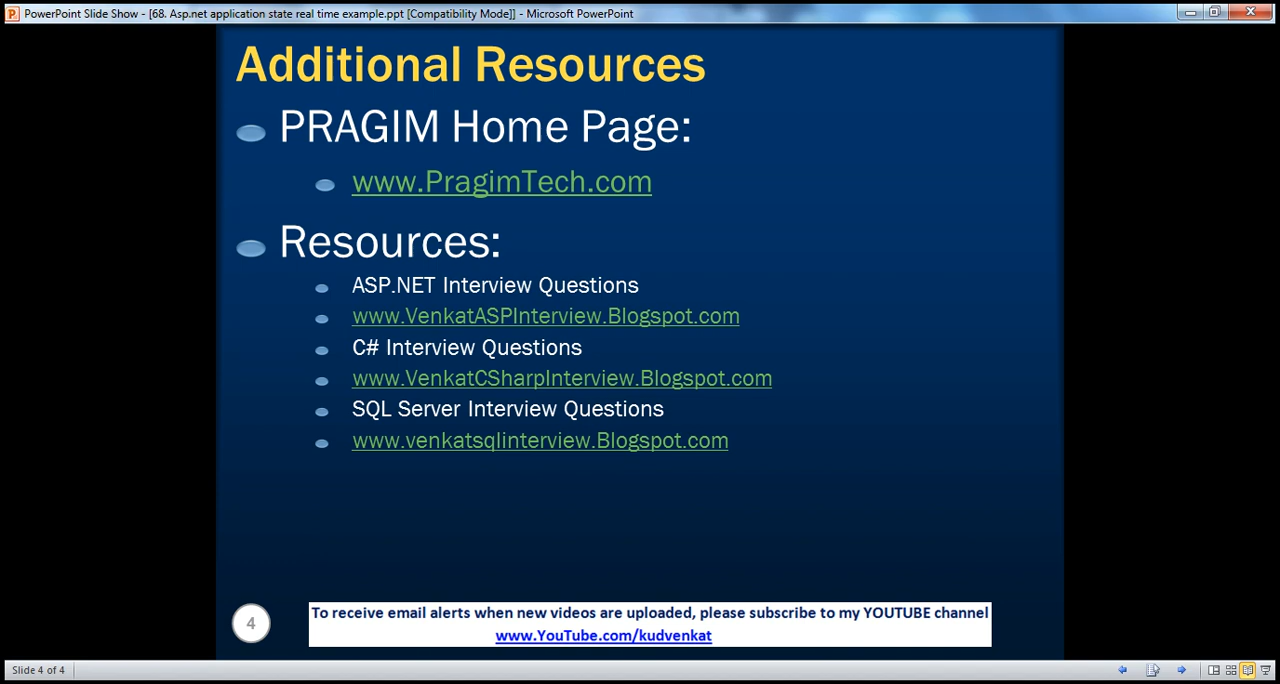 PowerPoint Slide Show - [68. Asp.net application state real time example.ppt [Compatibility Mode]] - Microsoft PowerPoint
Additional Resources
PRAGIM Home Page:
www.PragimTech.com
Resources:
ASP.NET Interview Questions
www.VenkatASPInterview.Blogspot.com
C# Interview Questions
www.VenkatCSharpInterview.Blogspot.com
SQL Server Interview Questions
www.venkatsqlinterview.Blogspot.com
4
To receive email alerts when new videos are uploaded, please subscribe to my YOUTUBE channel
www.YouTube.com/kudvenkat
Slide 4 of 4